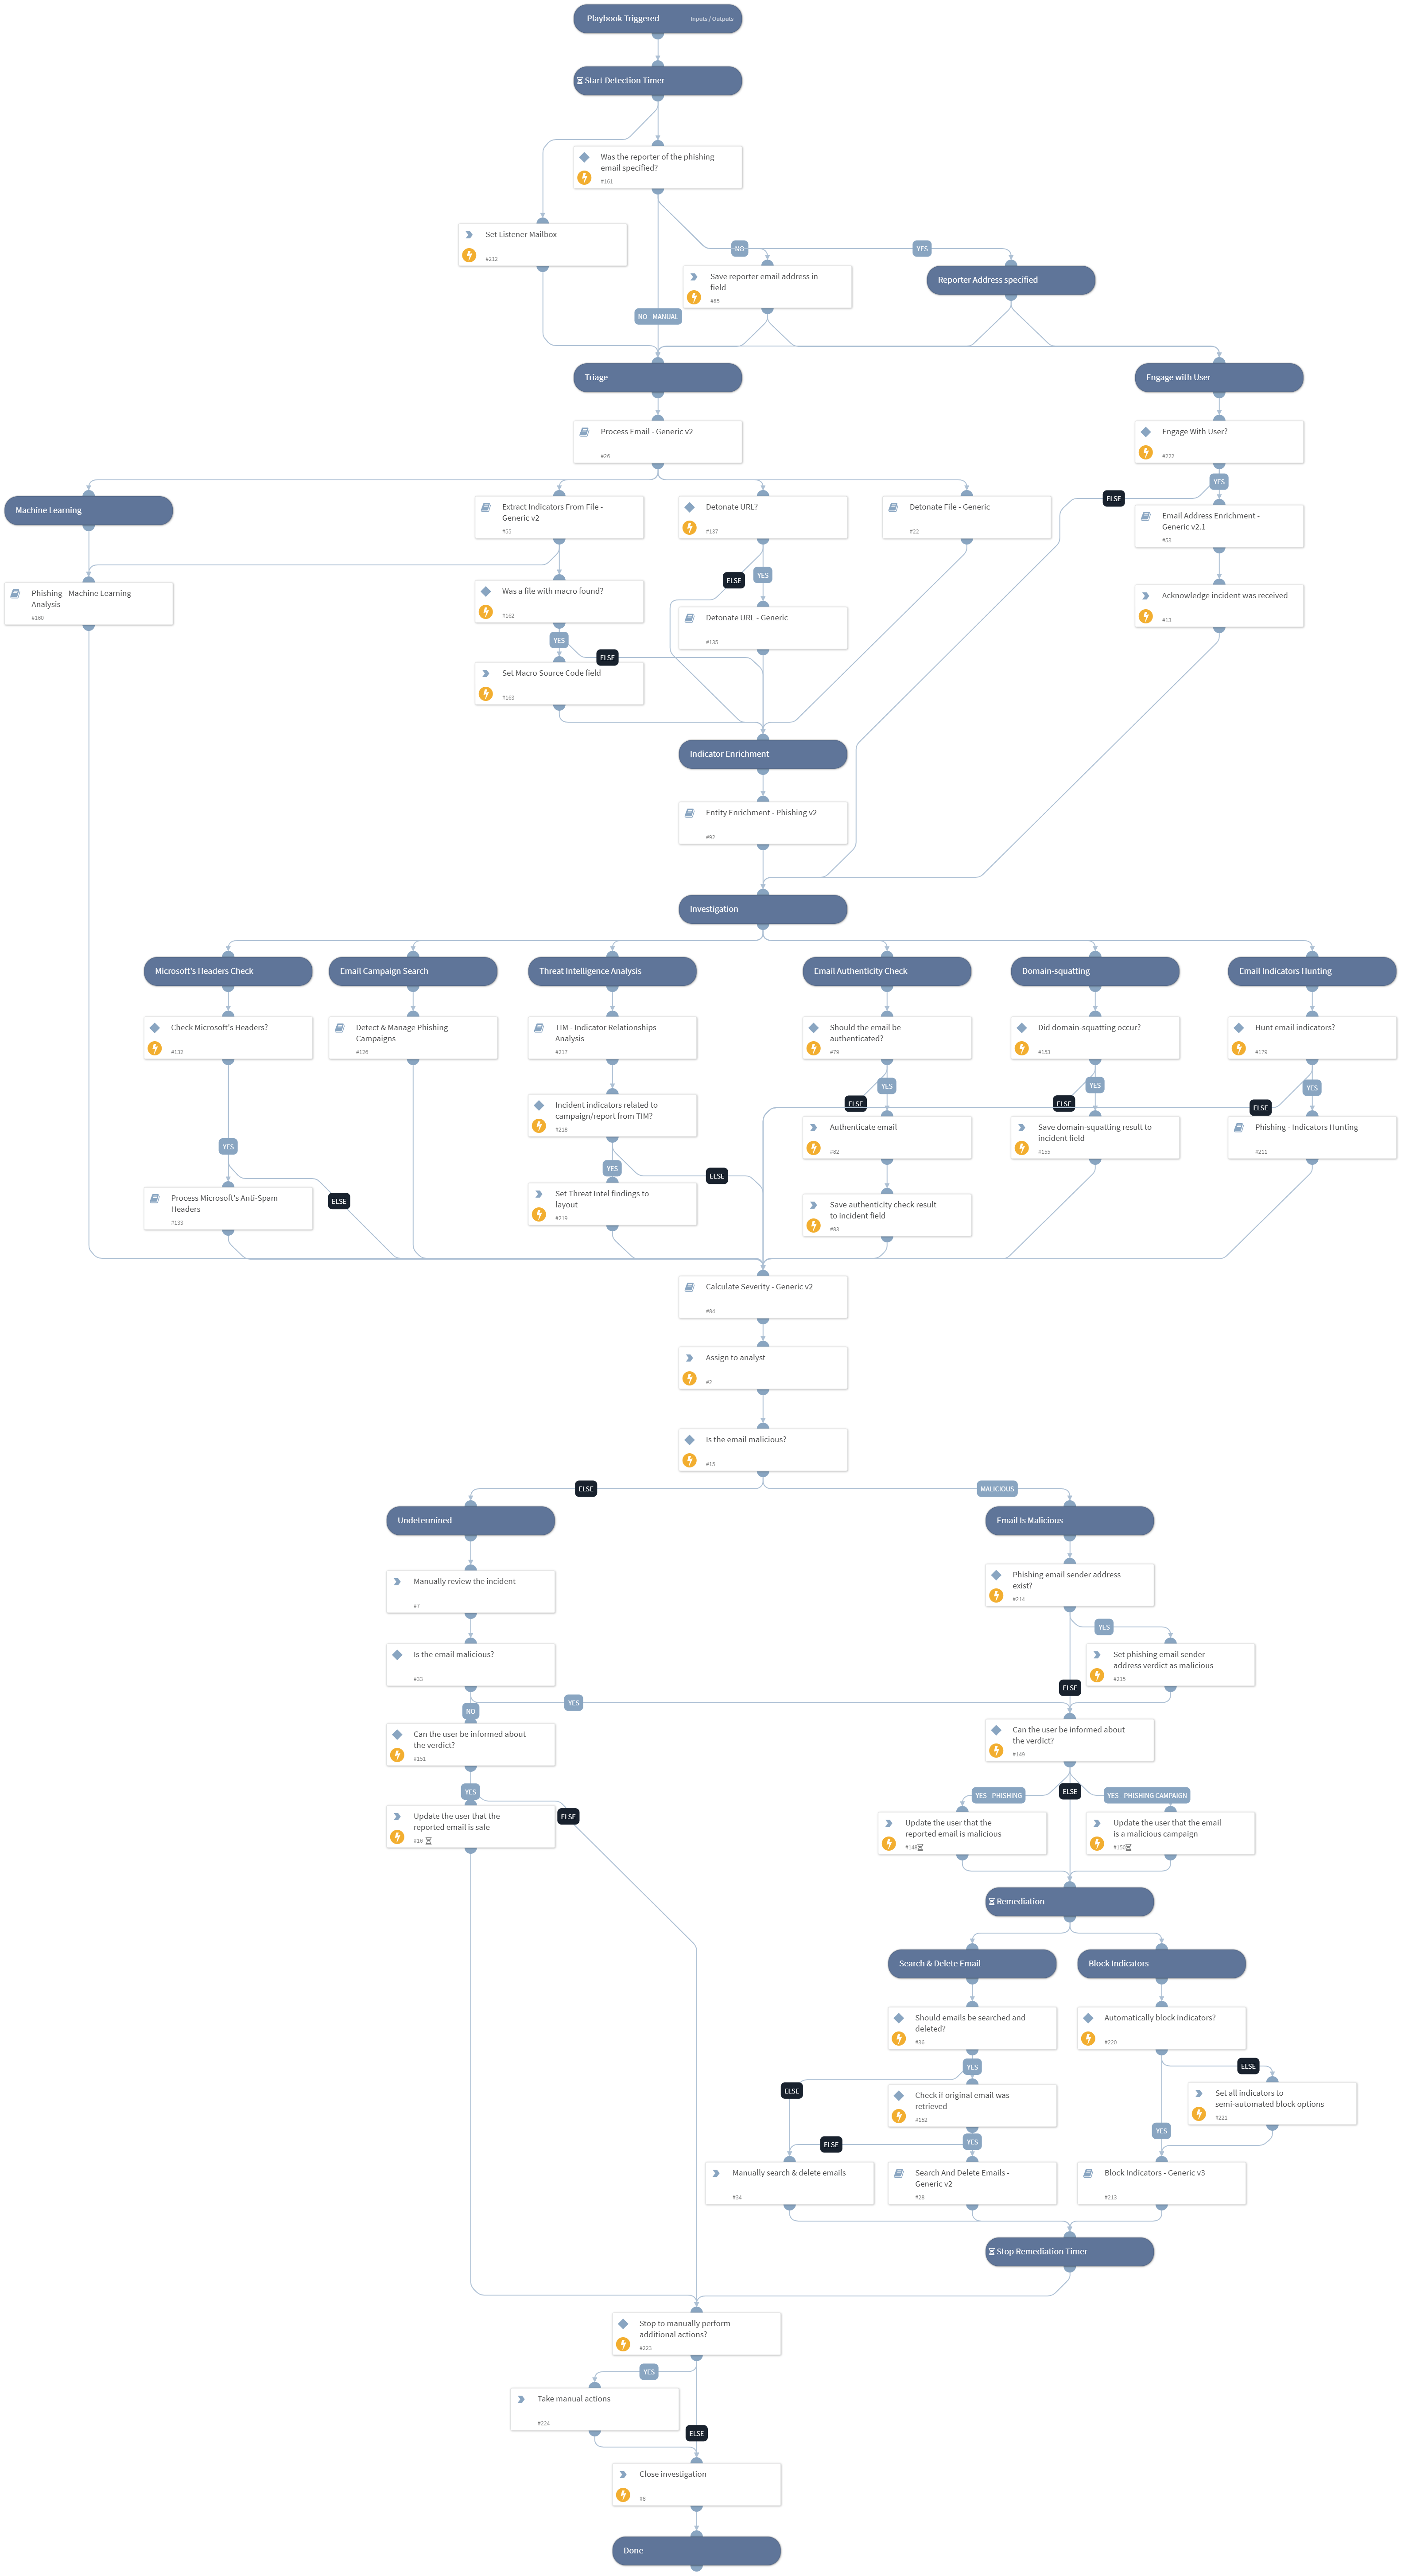 Playbook Triggered
Inputs / Outputs
Start Detection Timer
Was the reporter of the phishing
email specified?
#161
Set Listener Mailbox
#212
NO
YES
Save reporter email address in
field
#85
Reporter Address specified
NO - MANUAL
Triage
Engage with User
Process Email - Generic v2
#26
Engage With User?
#222
YES
ELSE
Machine Learning
Extract Indicators From File -
Generic v2
#55
Detonate URL?
#137
Detonate File - Generic
#22
Email Address Enrichment -
Generic v2.1
#53
ELSE
YES
Phishing - Machine Learning
Analysis
#160
Was a file with macro found?
#162
Acknowledge incident was received
#13
Detonate URL - Generic
#135
YES
ELSE
Set Macro Source Code field
#163
Indicator Enrichment
Entity Enrichment - Phishing v2
#92
Investigation
Microsoft's Headers Check
Email Campaign Search
Threat Intelligence Analysis
Email Authenticity Check
Domain-squatting
Email Indicators Hunting
Check Microsoft's Headers?
#132
Detect & Manage Phishing
Campaigns
#126
TIM - Indicator Relationships
Analysis
#217
Should the email be
authenticated?
#79
Did domain-squatting occur?
#153
Hunt email indicators?
#179
YES
YES
YES
ELSE
ELSE
ELSE
Incident indicators related to
campaign/report from TIM?
#218
Authenticate email
#82
Save domain-squatting result to
incident field
#155
Phishing - Indicators Hunting
#211
YES
YES
ELSE
Process Microsoft's Anti-Spam
Headers
#133
ELSE
Set Threat Intel findings to
layout
#219
Save authenticity check result
to incident field
#83
Calculate Severity - Generic v2
#84
Assign to analyst
#2
Is the email malicious?
#15
ELSE
MALICIOUS
Undetermined
Email Is Malicious
Manually review the incident
#7
Phishing email sender address
exist?
#214
YES
Is the email malicious?
#33
Set phishing email sender
address verdict as malicious
#215
ELSE
YES
NO
Can the user be informed about
the verdict?
#151
Can the user be informed about
the verdict?
#149
YES
YES - PHISHING
ELSE
YES - PHISHING CAMPAIGN
Update the user that the
reported email is safe
#16
ELSE
Update the user that the
reported email is malicious
#148
Update the user that the email
is a malicious campaign
#150
Remediation
Search & Delete Email
Block Indicators
Should emails be searched and
deleted?
#36
Automatically block indicators?
#220
YES
ELSE
ELSE
Check if original email was
retrieved
#152
Set all indicators to
semi-automated block options
#221
YES
ELSE
YES
Manually search & delete emails
#34
Search And Delete Emails -
Generic v2
#28
Block Indicators - Generic v3
#213
Stop Remediation Timer
Stop to manually perform
additional actions?
#223
YES
Take manual actions
#224
ELSE
Close investigation
#8
Done